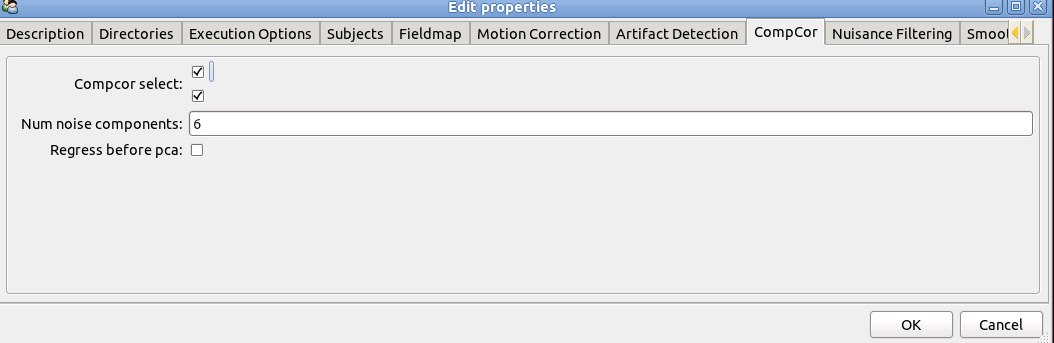 Edit properties
Description Directories Execution Options Subjects Fieldmap Motion Correction Artifact Detection CompCor Nuisance Filtering Smoo
Compcor select:
Num noise components: 6
Regress before pca:
OK Cancel